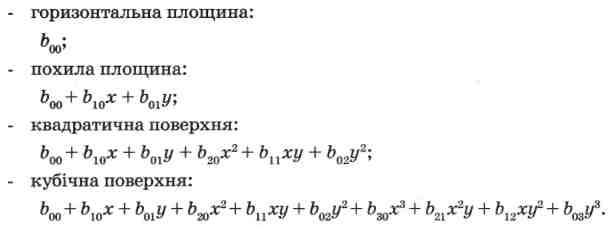 - горизонтальна площина:
b₀₀;
- похила площина:
b₀₀ + b₁₀x + b₀₁y;
- квадратична поверхня:
b₀₀ + b₁₀x + b₀₁y + b₂₀x² + b₁₁xy + b₀₂y²;
- кубічна поверхня:
b₀₀ + b₁₀x + b₀₁y + b₂₀x² + b₁₁xy + b₀₂y² + b₃₀x³ + b₂₁x²y + b₁₂xy² + b₀₃y³.